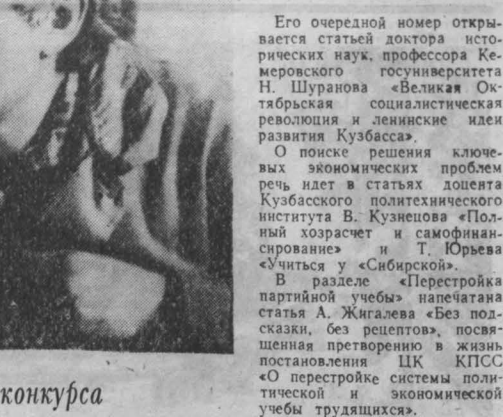 Его очередной номер откры-
вается статьей доктора исто-
рических наук, профессора Ке-
меровского госуниверситета
Н. Шуранова «Великая Ок-
тябрьская социалистическая
революция и ленинские идеи
развития Кузбасса».
О поиске решения ключе-
вых экономических проблем
речь идет в статьях доцента
Кузбасского политехнического
института В. Кузнецова «Пол-
ный хозрасчет и самофинан-
сирование» и Т. Юрьева
«Учиться у «Сибирской».
В разделе «Перестройка
партийной учебы» напечатана
статья А. Жигалева «Без под-
сказки, без рецептов», посвя-
щенная претворению в жизнь
постановления ЦК КПСС
«О перестройке системы поли-
тической и экономической
учебы трудящихся».
конкурса